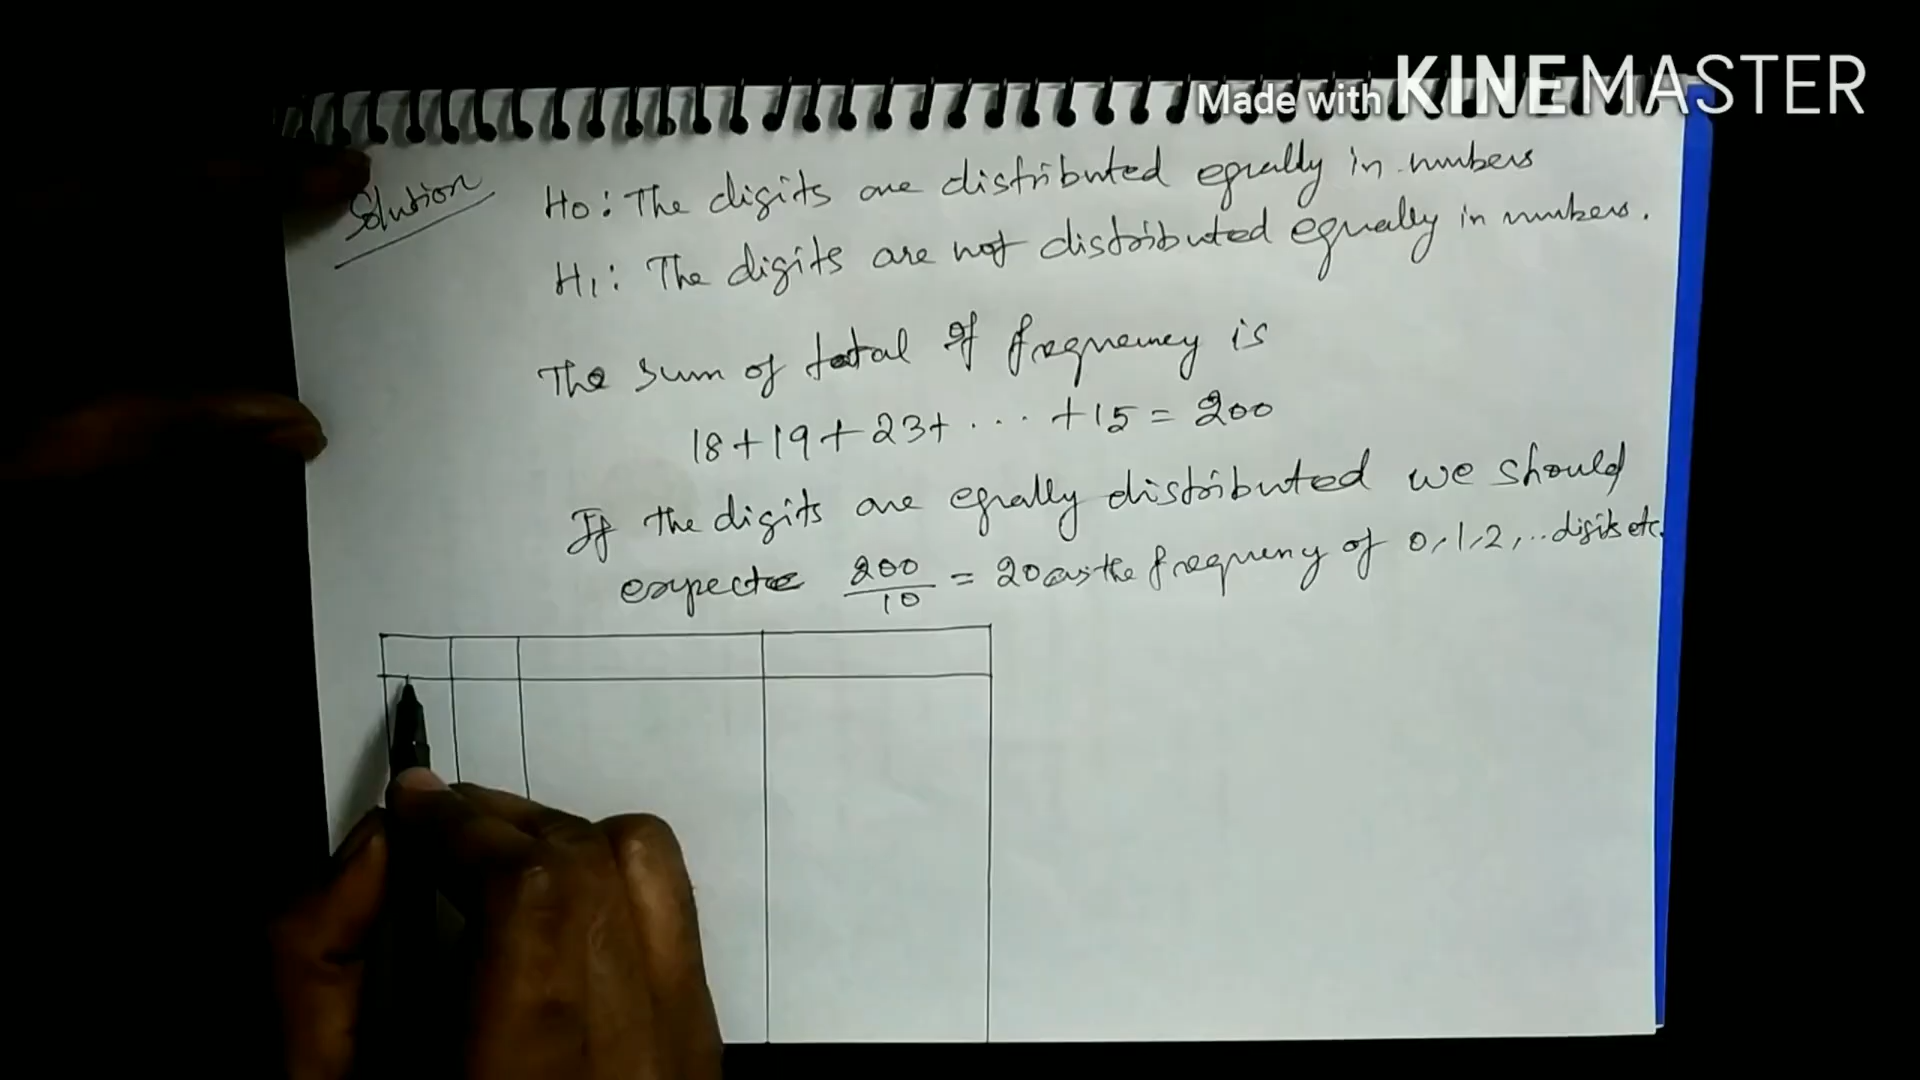 Made with KINEMASTER
Solution
H0: The digits are distributed equally in numbers
H1: The digits are not distributed equally in numbers.
The sum of total of frequency is
18+19+23+ ... +15 = 200
If the digits are equally distributed we should
expect 200/10 = 20 as the frequency of 0,1,2,... digits etc.